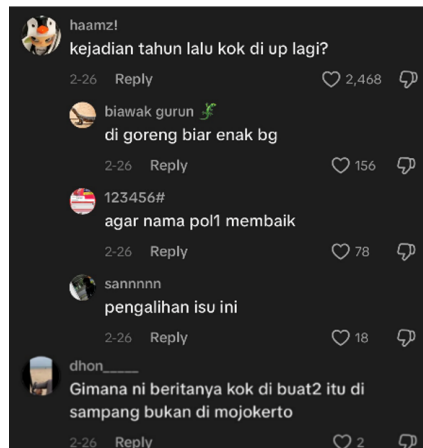 haamz!
kejadian tahun lalu kok di up lagi?
2-26 Reply 2,468
biawak gurun
di goreng biar enak bg
2-26 Reply 156
123456#
agar nama pol1 membaik
2-26 Reply 78
sannnnn
pengalihan isu ini
2-26 Reply 18
dhon_____
Gimana ni beritanya kok di buat2 itu di
sampang bukan di mojokerto
2-26 Reply 2